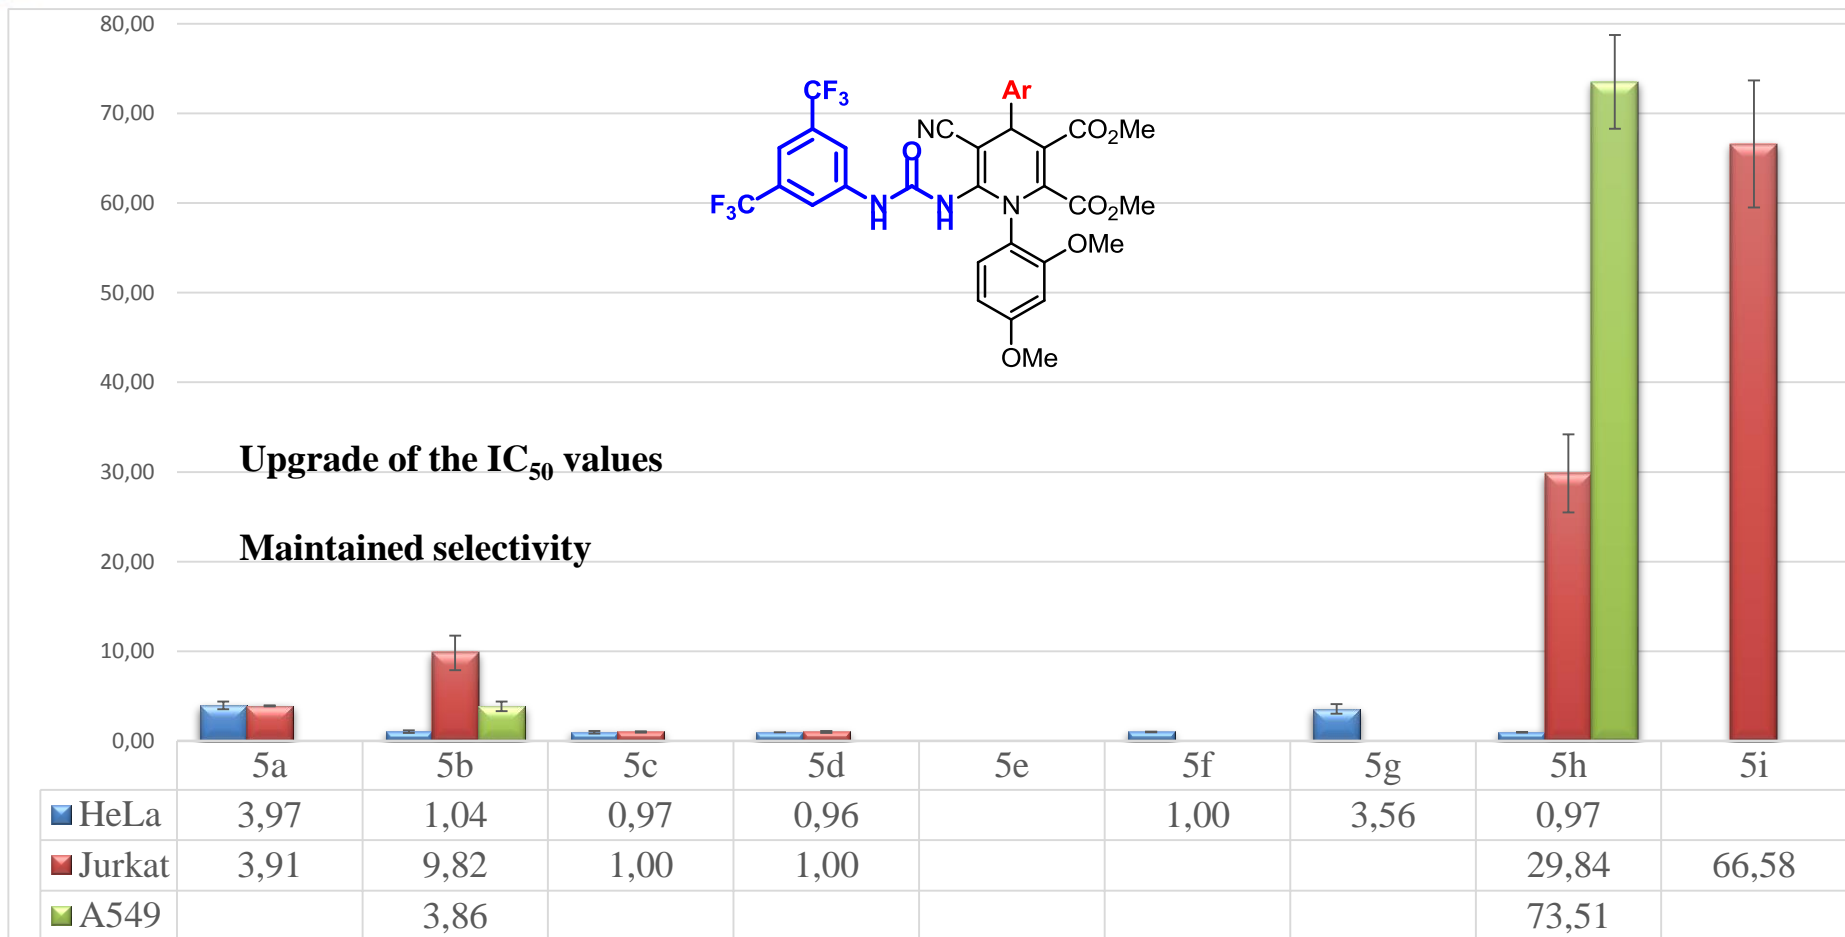 80,00
70,00
60,00
50,00
40,00
30,00
20,00
10,00
0,00
CF3
F3C
O
N
H
N
H
NC
Ar
CO2Me
CO2Me
N
OMe
OMe
Upgrade of the IC50 values
Maintained selectivity
5a 5b 5c 5d 5e 5f 5g 5h 5i
HeLa 3,97 1,04 0,97 0,96 1,00 3,56 0,97
Jurkat 3,91 9,82 1,00 1,00 29,84 66,58
A549 3,86 73,51